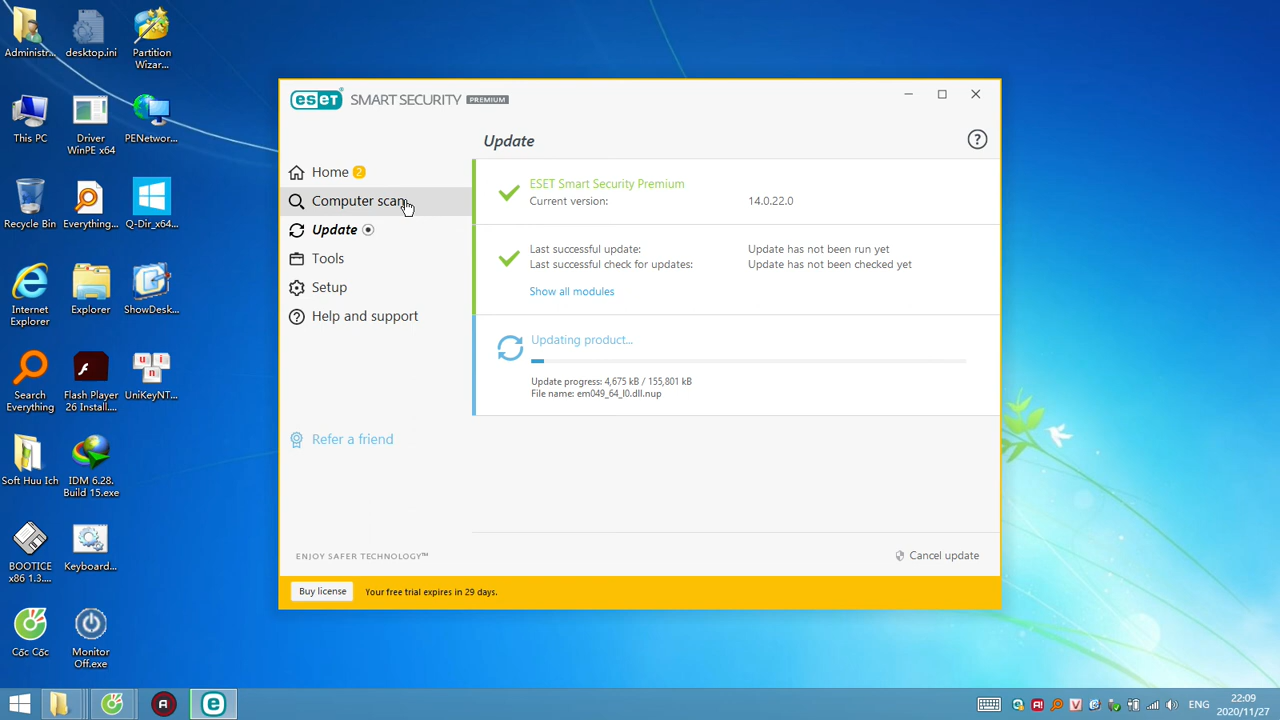 Administr...
desktop.ini
Partition
Wizar...
This PC
Driver
WinPE x64
PENetwor...
Recycle Bin
Everything...
Q-Dir_x64...
Internet
Explorer
Explorer
ShowDesk...
Search
Everything
Flash Player
26 Install....
UniKeyNT...
Soft Huu Ich
IDM 6.28.
Build 15.exe
BOOTICE
x86 1.3....
Keyboard...
Cốc Cốc
Monitor
Off.exe
eseT SMART SECURITY PREMIUM
Update
?
Home 2
Computer scan
Update
Tools
Setup
Help and support
Refer a friend
ESET Smart Security Premium
Current version: 14.0.22.0
Last successful update: Update has not been run yet
Last successful check for updates: Update has not been checked yet
Show all modules
Updating product...
Update progress: 4,675 kB / 155,801 kB
File name: em049_64_l0.dll.nup
ENJOY SAFER TECHNOLOGY™
Cancel update
Buy license
Your free trial expires in 29 days.
ENG
22:09
2020/11/27